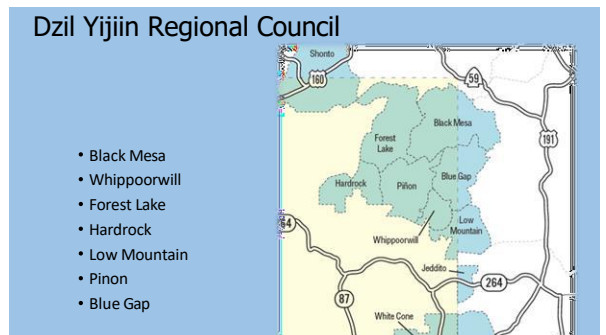 Dzil Yijiin Regional Council
• Black Mesa
• Whippoorwill
• Forest Lake
• Hardrock
• Low Mountain
• Pinon
• Blue Gap
Shonto
160
59
Black Mesa
191
Forest
Lake
Blue Gap
Hardrock
Piñon
Low
Mountain
Whippoorwill
Jeddito
264
87
White Cone